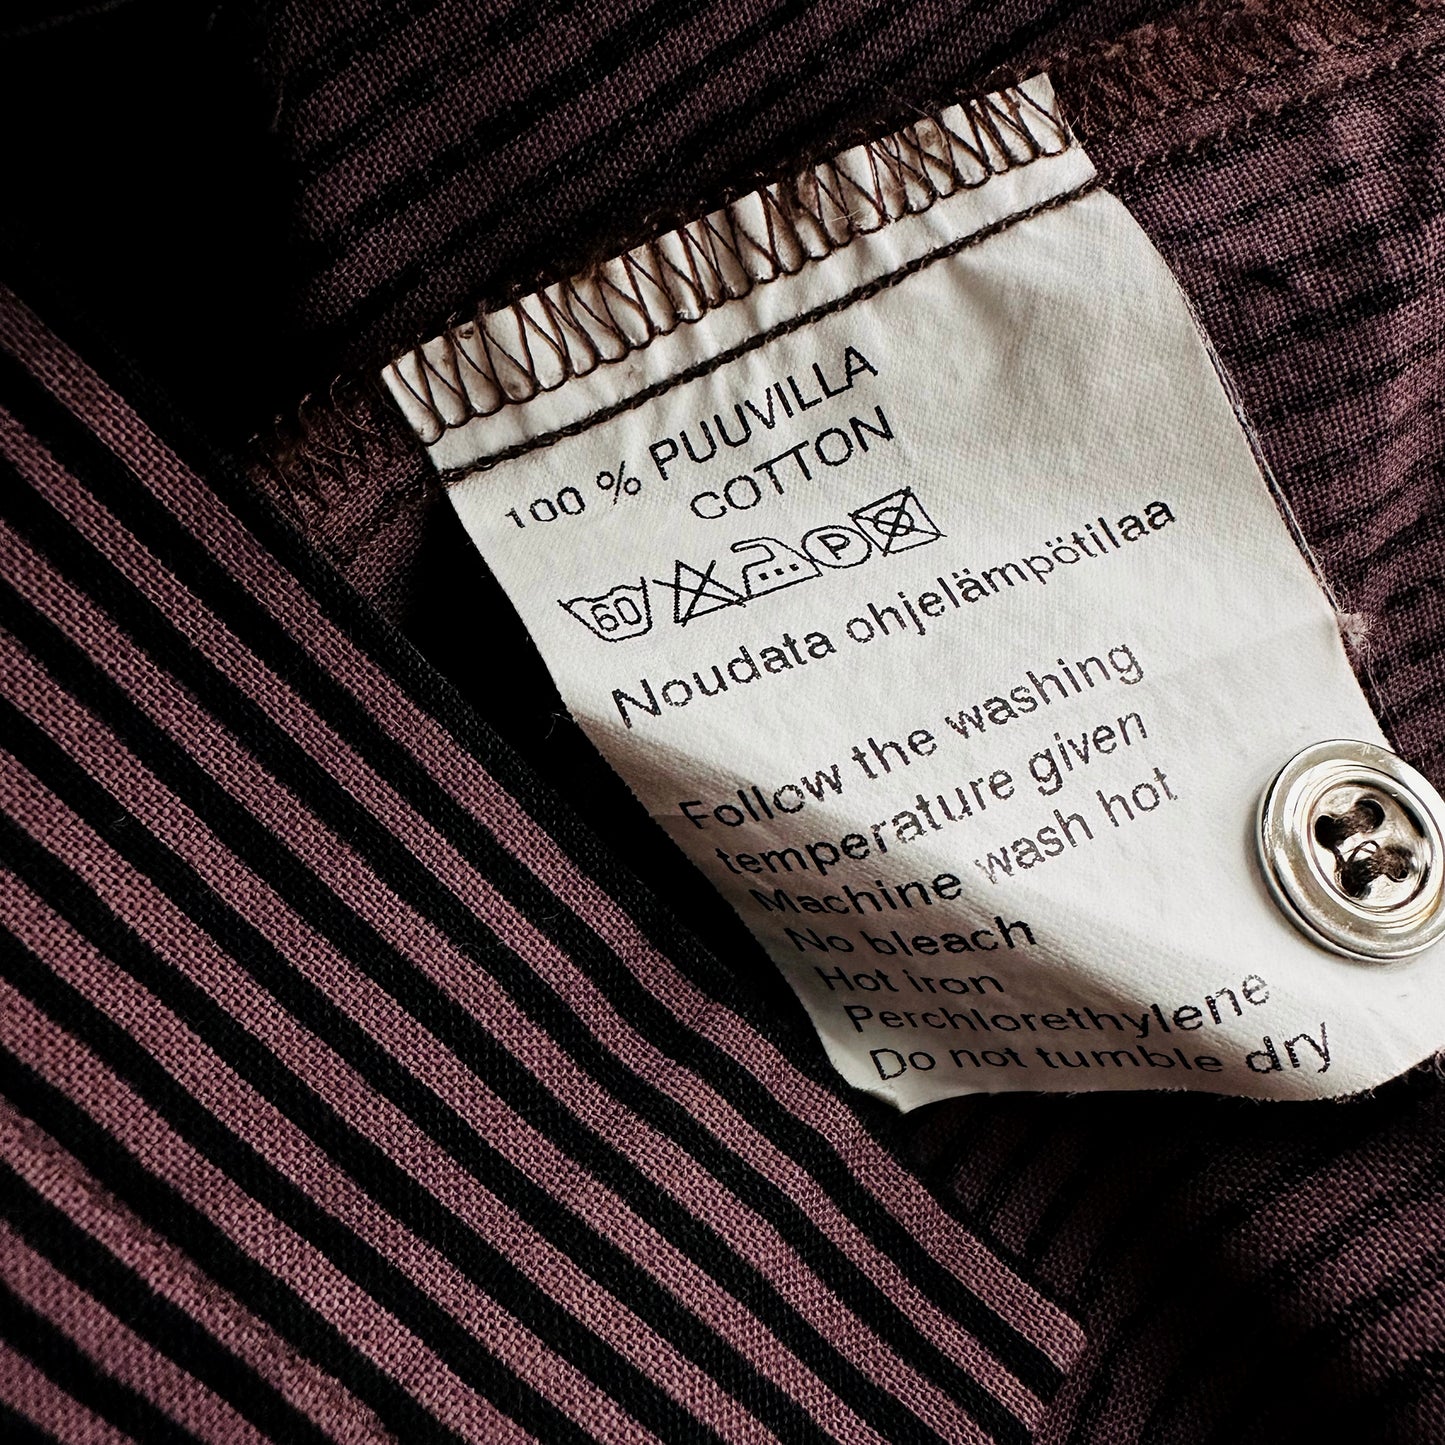 100 % PUUVILLA
COTTON
60 P
Noudata ohjelämpötilaa
Follow the washing
temperature given
Machine wash hot
No bleach
Hot iron
Perchlorethylene
Do not tumble dry